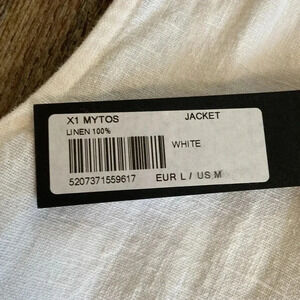 X1 MYTOS JACKET
LINEN 100%
WHITE
5207371559617 EUR L / US M